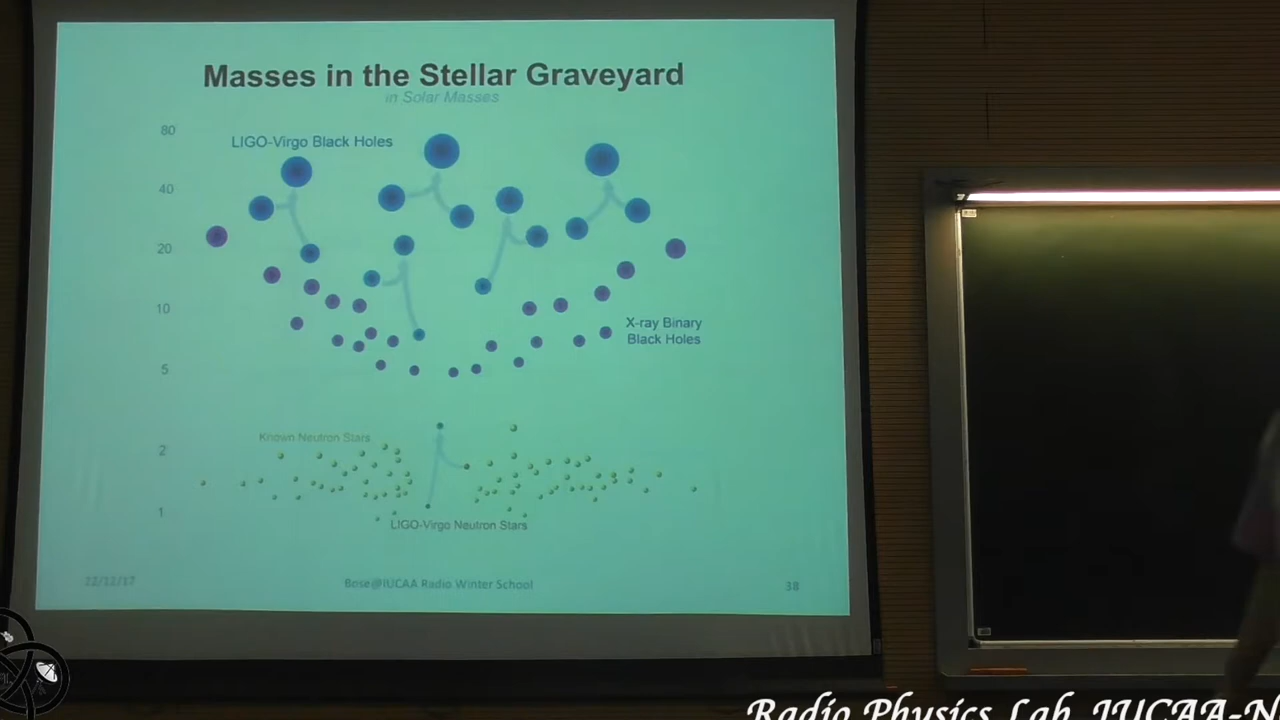 Masses in the Stellar Graveyard
in Solar Masses
80
LIGO-Virgo Black Holes
40
20
10
X-ray Binary
Black Holes
5
Known Neutron Stars
2
1
LIGO-Virgo Neutron Stars
22/12/17
Bose@IUCAA Radio Winter School
38
Radio Physics Lab, IUCAA-N